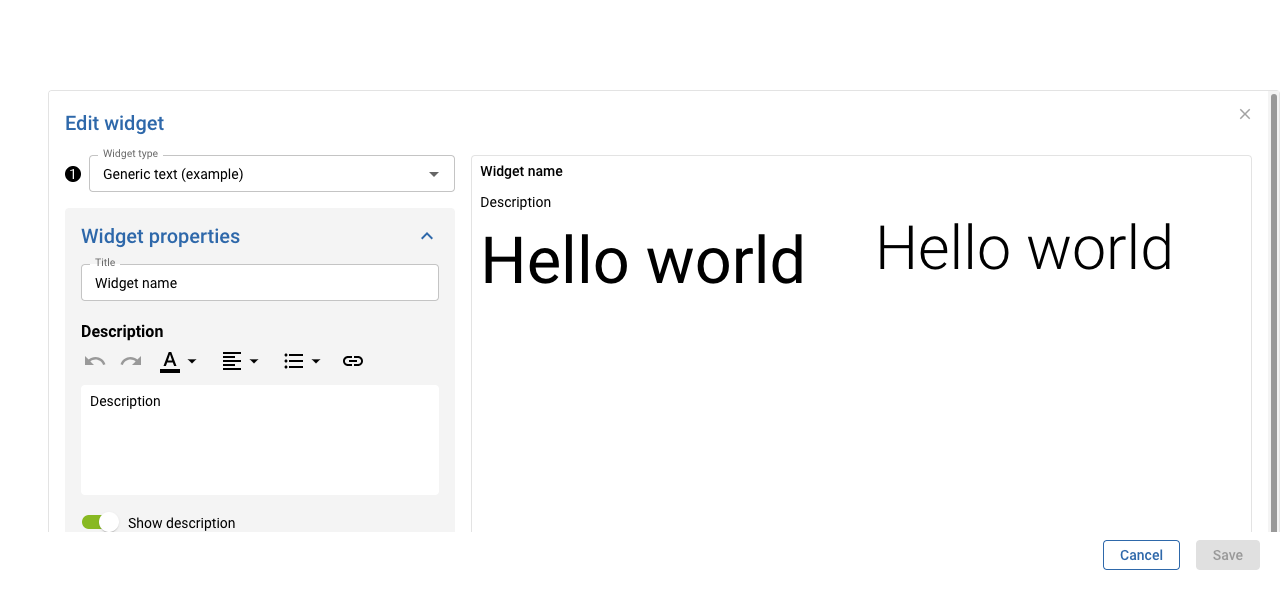 Edit widget
Widget type
1 Generic text (example)
Widget properties
Title
Widget name
Description
A
Description
Show description
Widget name
Description
Hello world Hello world
Cancel Save